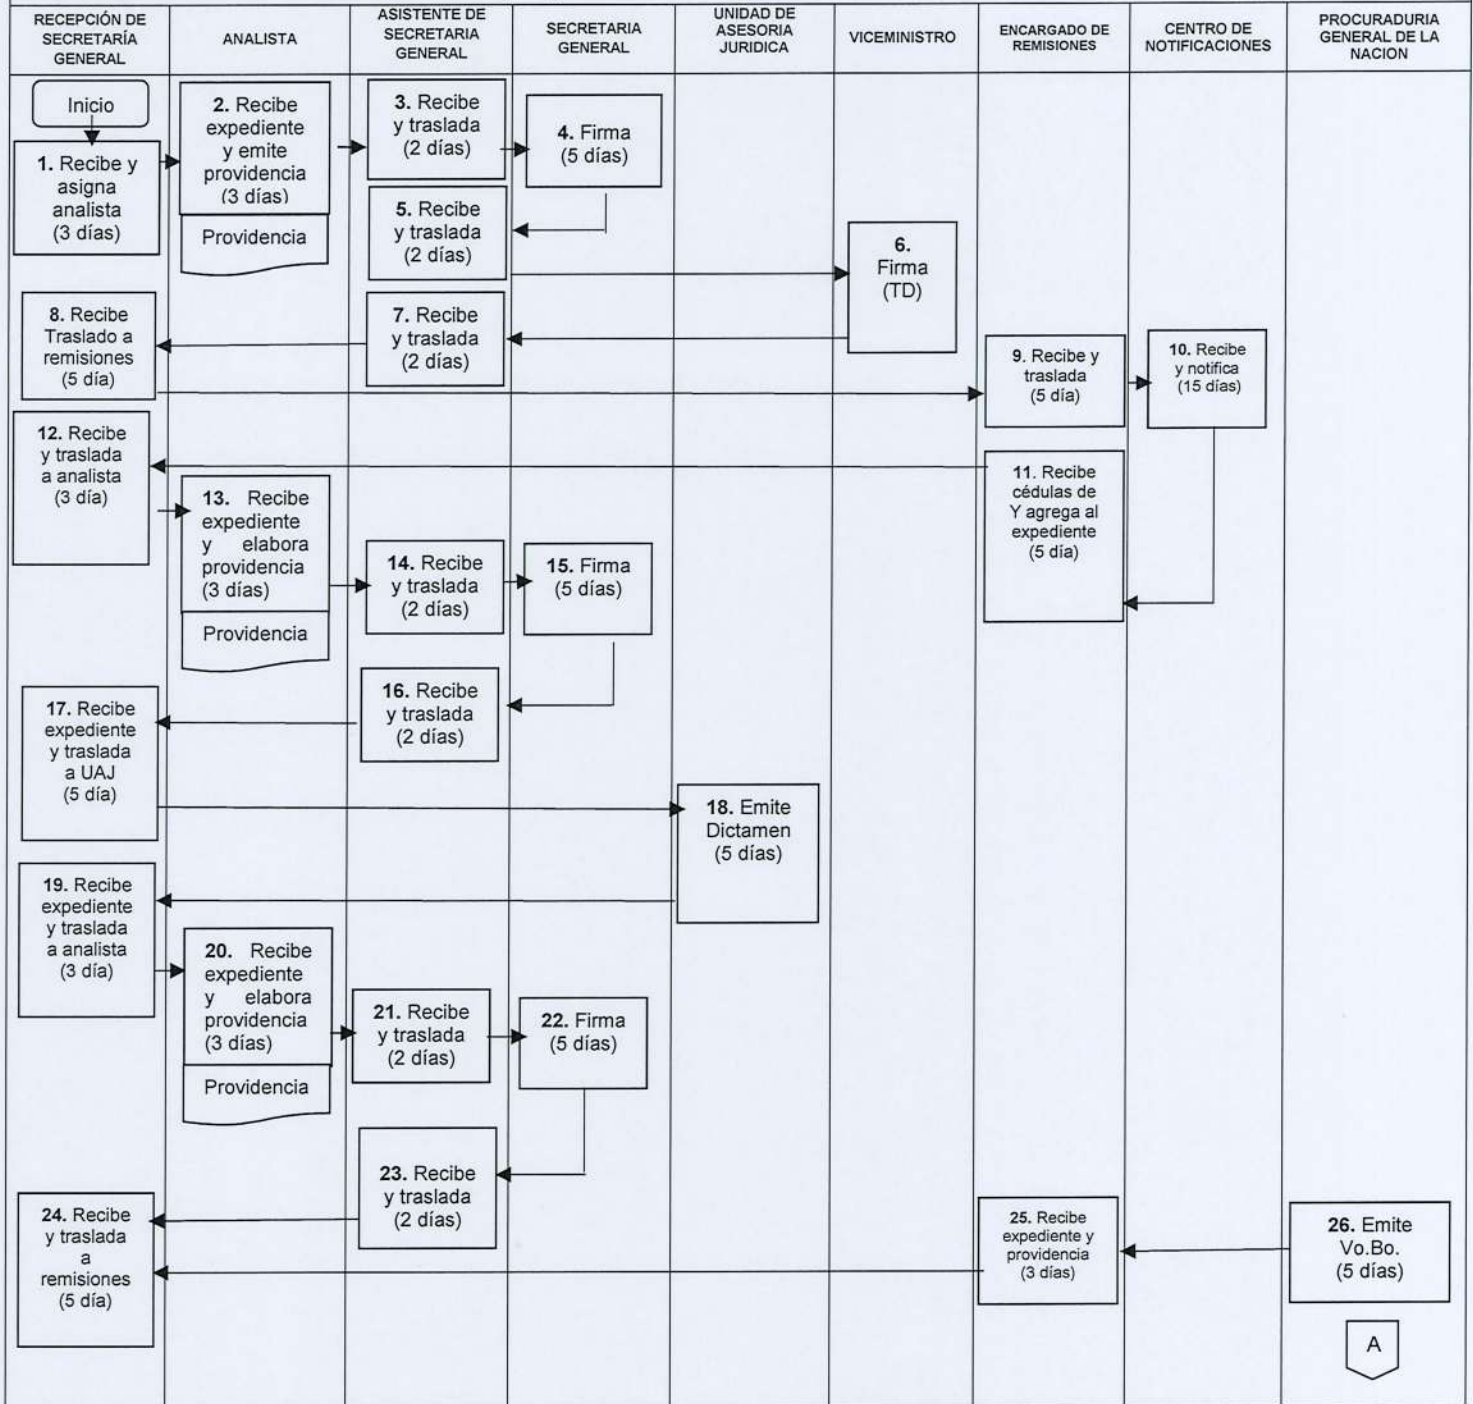 RECEPCIÓN DE
SECRETARÍA
GENERAL
ANALISTA
ASISTENTE DE
SECRETARIA
GENERAL
SECRETARIA
GENERAL
UNIDAD DE
ASESORIA
JURIDICA
VICEMINISTRO
ENCARGADO DE
REMISIONES
CENTRO DE
NOTIFICACIONES
PROCURADURIA
GENERAL DE LA
NACION
Inicio
1. Recibe y
asigna
analista
(3 días)
2. Recibe
expediente
y emite
providencia
(3 días)
Providencia
3. Recibe
y traslada
(2 días)
4. Firma
(5 días)
5. Recibe
y traslada
(2 días)
6.
Firma
(TD)
7. Recibe
y traslada
(2 días)
8. Recibe
Traslado a
remisiones
(5 día)
9. Recibe y
traslada
(5 día)
10. Recibe
y notifica
(15 días)
11. Recibe
cédulas de
Y agrega al
expediente
(5 día)
12. Recibe
y traslada
a analista
(3 día)
13. Recibe
expediente
y elabora
providencia
(3 días)
Providencia
14. Recibe
y traslada
(2 días)
15. Firma
(5 días)
16. Recibe
y traslada
(2 días)
17. Recibe
expediente
y traslada
a UAJ
(5 día)
18. Emite
Dictamen
(5 días)
19. Recibe
expediente
y traslada
a analista
(3 día)
20. Recibe
expediente
y elabora
providencia
(3 días)
Providencia
21. Recibe
y traslada
(2 días)
22. Firma
(5 días)
23. Recibe
y traslada
(2 días)
24. Recibe
y traslada
a
remisiones
(5 día)
25. Recibe
expediente y
providencia
(3 días)
26. Emite
Vo.Bo.
(5 días)
A